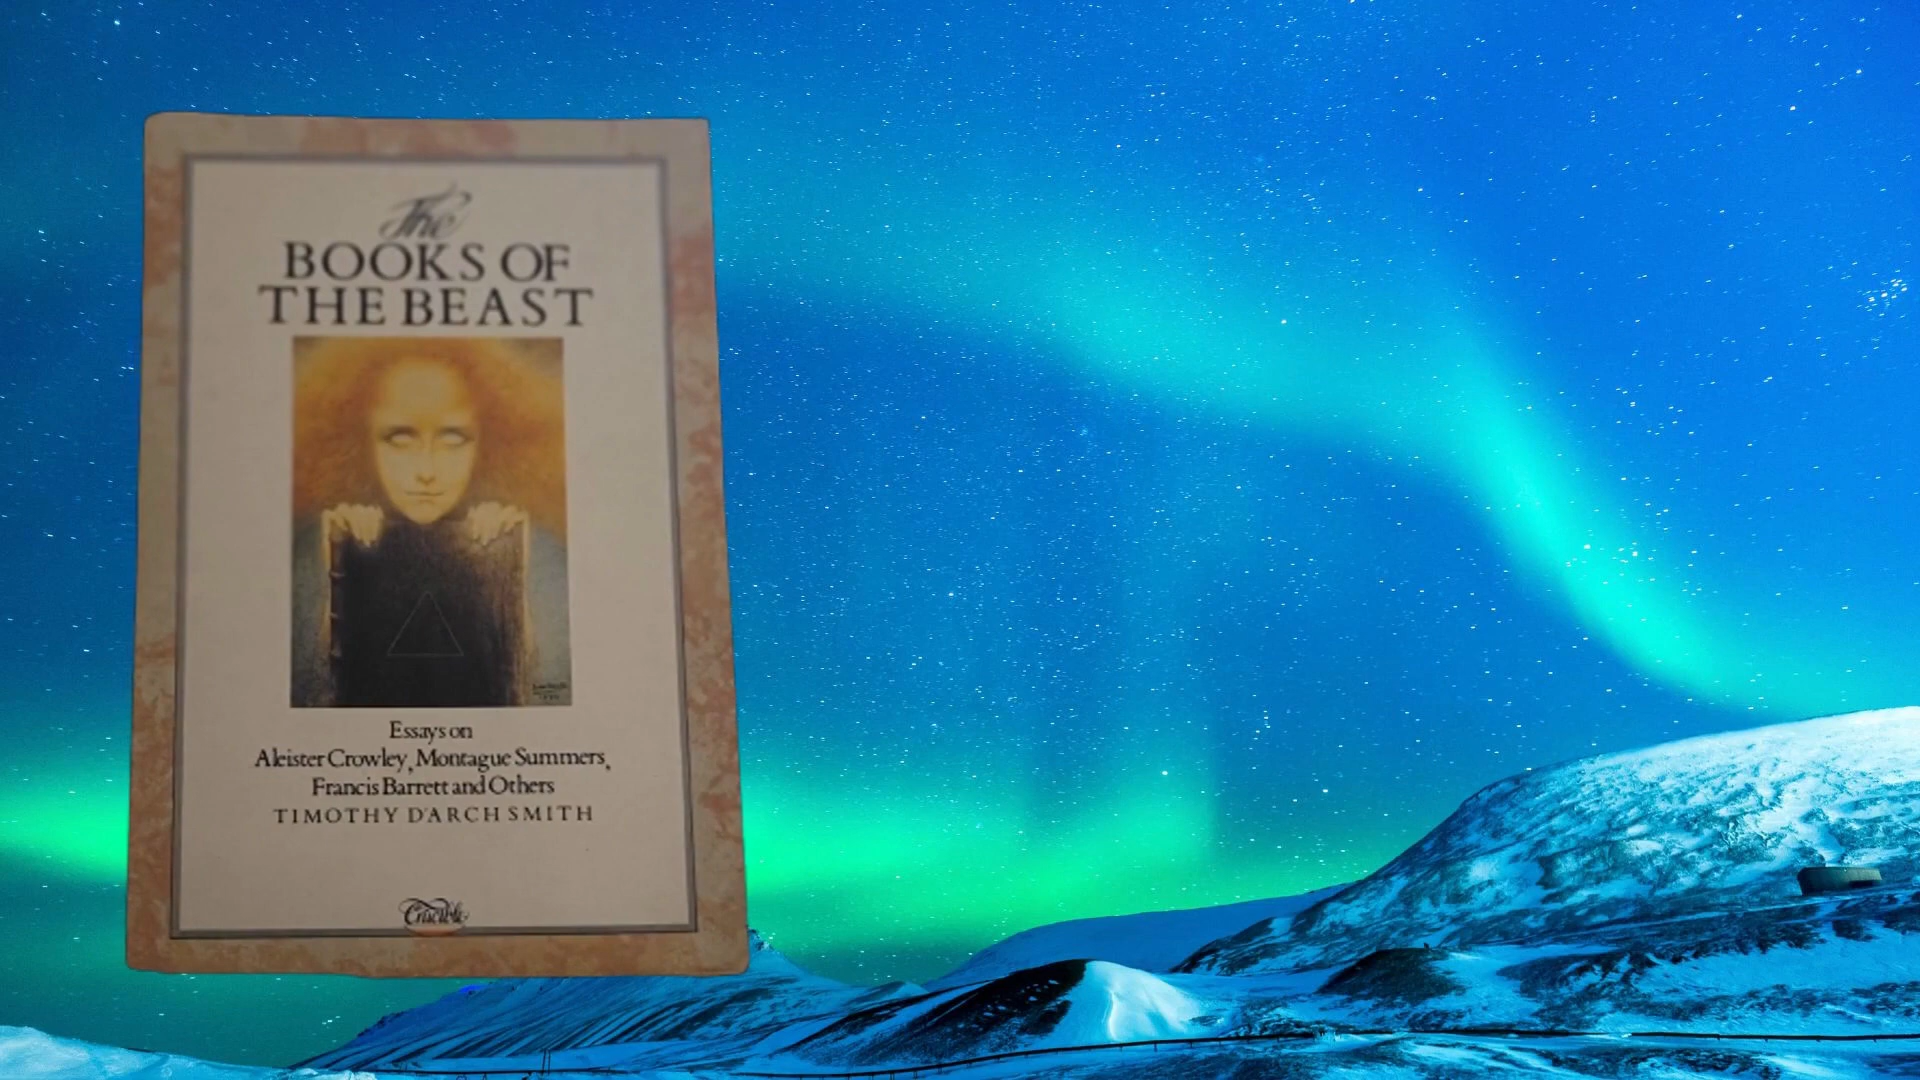 The
BOOKS OF
THE BEAST
Essays on
Aleister Crowley, Montague Summers,
Francis Barrett and Others
TIMOTHY D'ARCH SMITH
Crucible